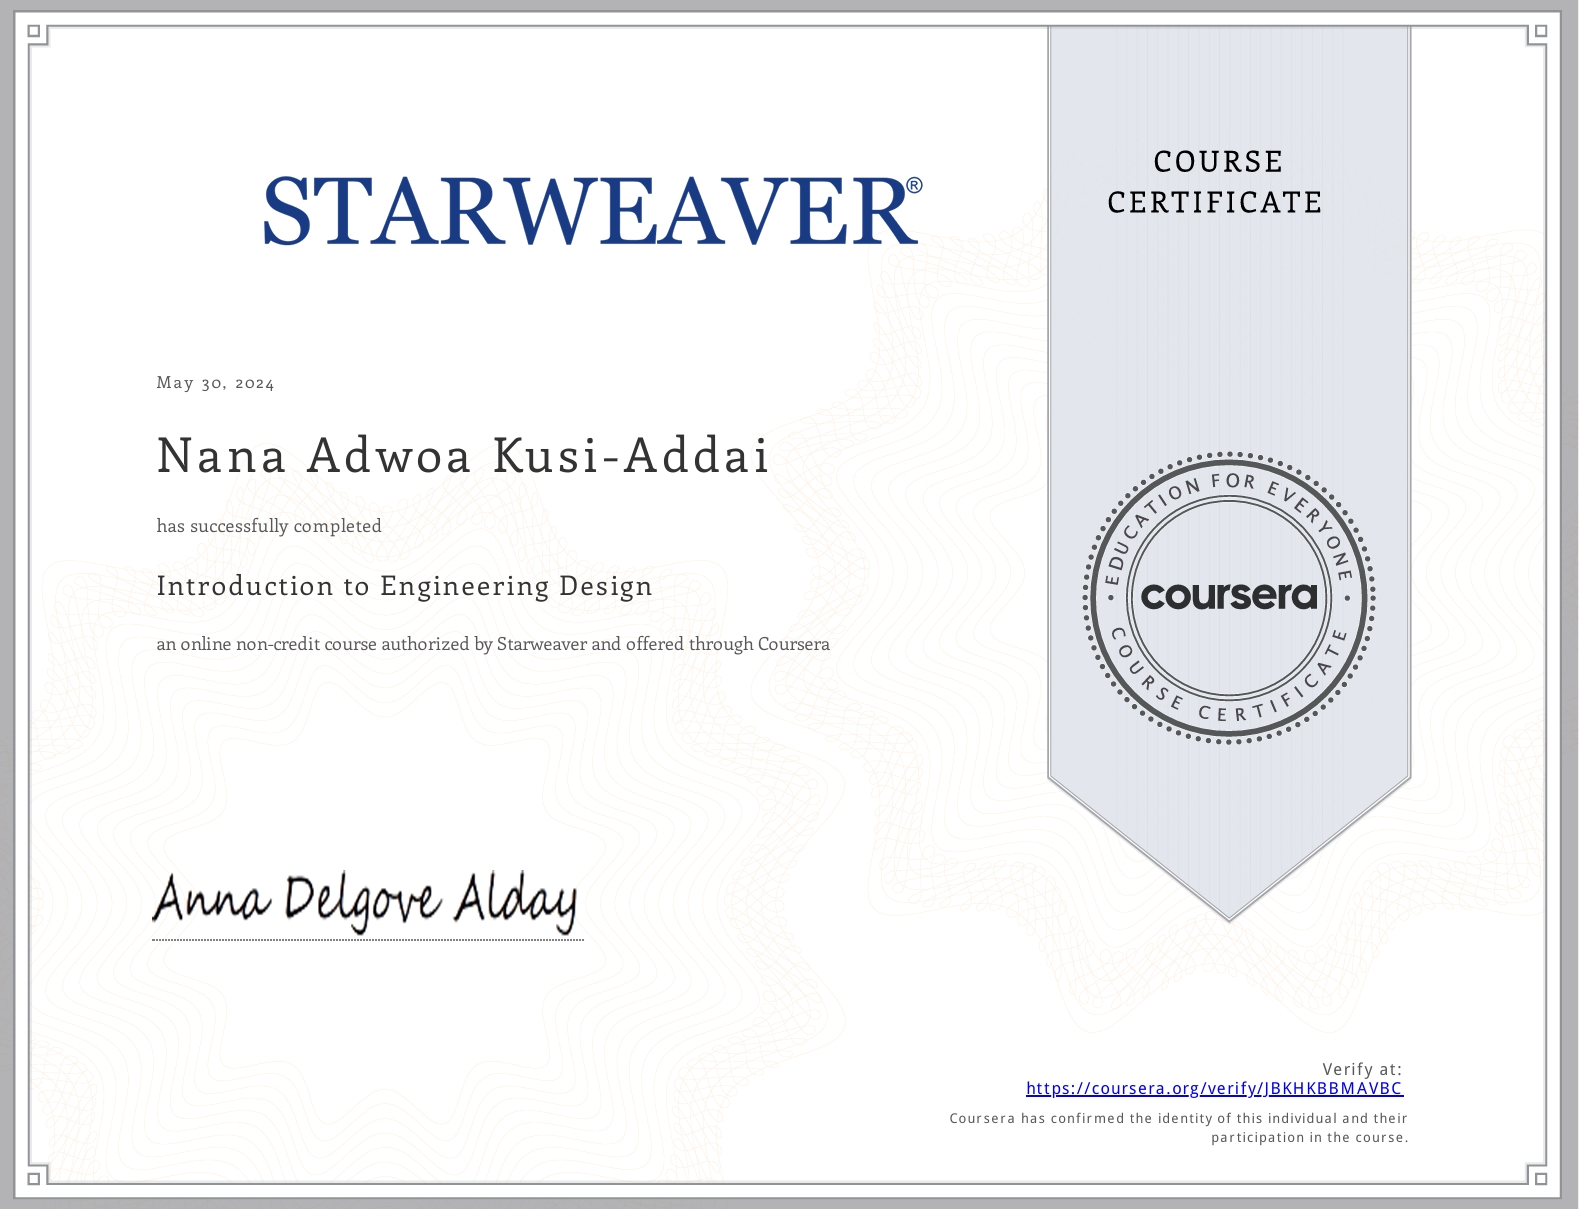 STARWEAVER®
COURSE
CERTIFICATE
May 30, 2024
Nana Adwoa Kusi-Addai
has successfully completed
Introduction to Engineering Design
an online non-credit course authorized by Starweaver and offered through Coursera
EDUCATION FOR EVERYONE
coursera
COURSE CERTIFICATE
Anna Delgove Alday
Verify at:
https://coursera.org/verify/JBKHKBBMAVBC
Coursera has confirmed the identity of this individual and their
participation in the course.